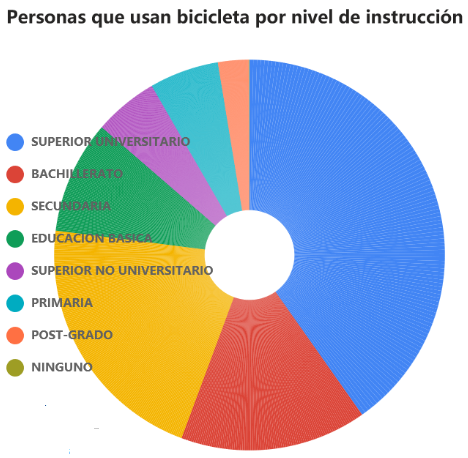 Personas que usan bicicleta por nivel de instrucción
SUPERIOR UNIVERSITARIO
BACHILLERATO
SECUNDARIA
EDUCACION BASICA
SUPERIOR NO UNIVERSITARIO
PRIMARIA
POST-GRADO
NINGUNO